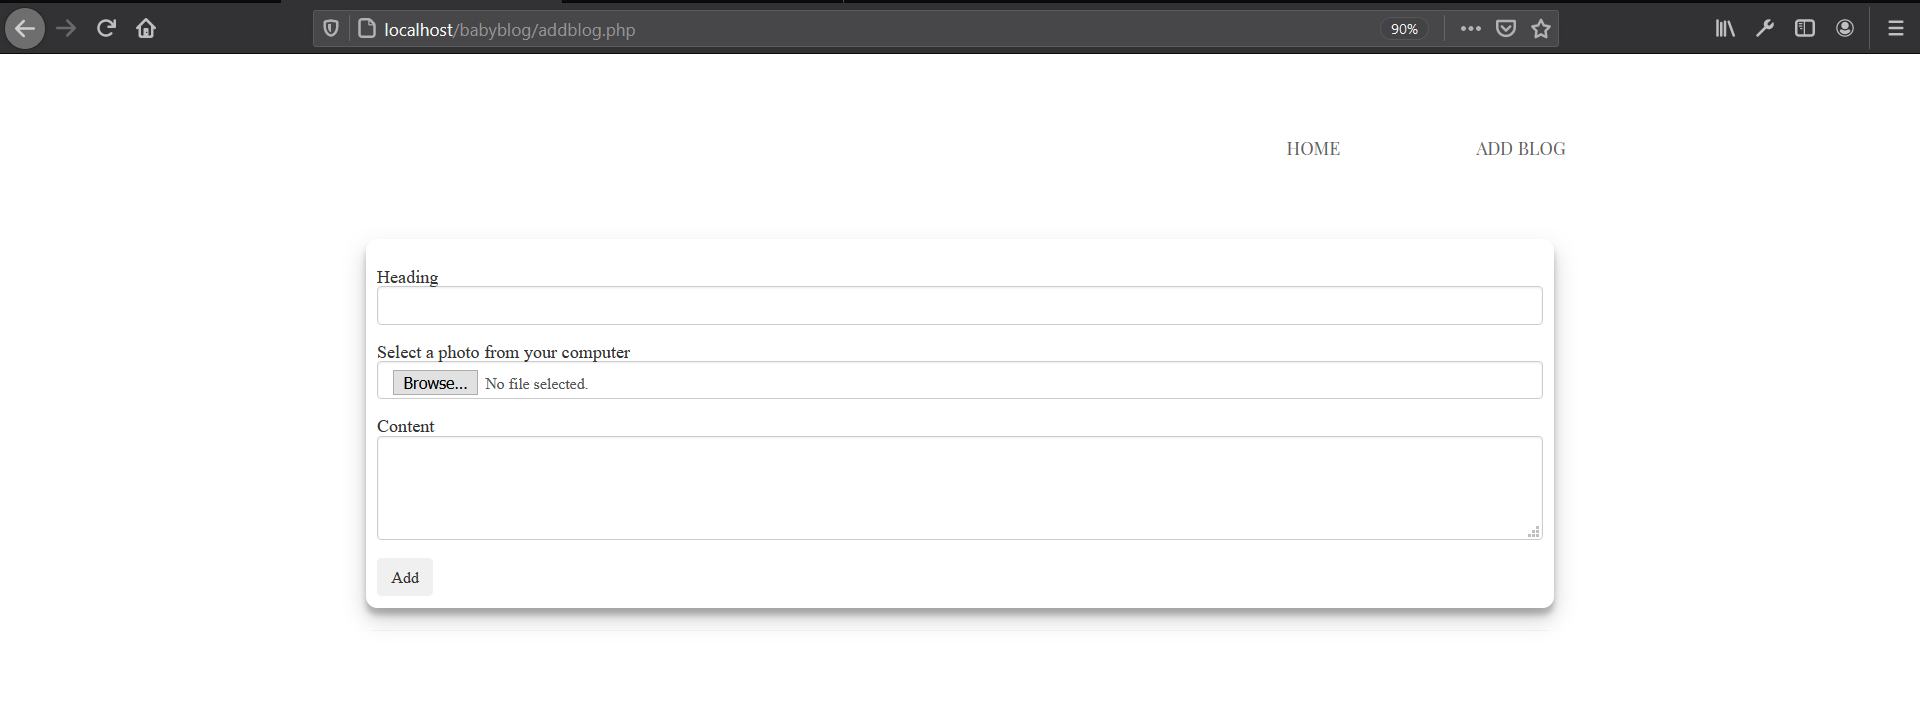 localhost/babyblog/addblog.php 90%
HOME ADD BLOG
Heading
Select a photo from your computer
Browse... No file selected.
Content
Add